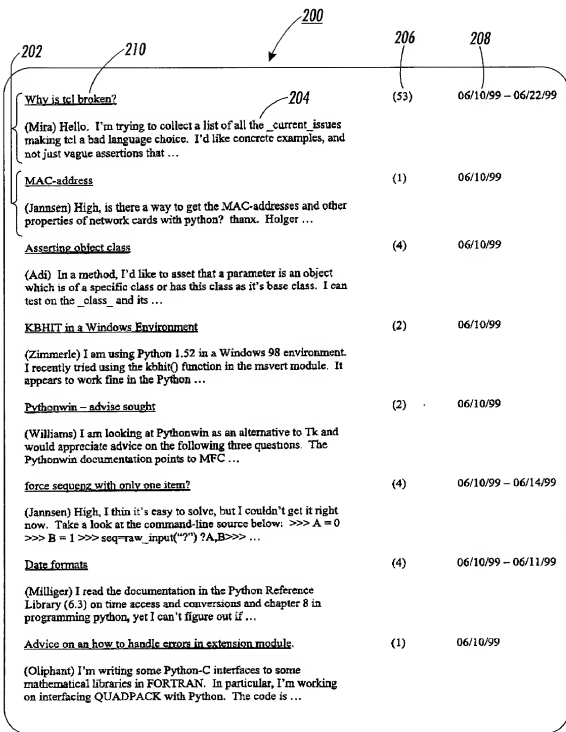 200
202
210
206
208
Why is tcl broken? (53) 06/10/99 – 06/22/99
204
(Mira) Hello. I'm trying to collect a list of all the _current_issues
making tcl a bad language choice. I'd like concrete examples, and
not just vague assertions that ...
MAC-address (1) 06/10/99
(Jannsen) High, is there a way to get the MAC-addresses and other
properties of network cards with python? thanx. Holger ...
Asserting object class (4) 06/10/99
(Adi) In a method, I'd like to asset that a parameter is an object
which is of a specific class or has this class as it's base class. I can
test on the _class_ and its ...
KBHIT in a Windows Environment (2) 06/10/99
(Zimmerle) I am using Python 1.52 in a Windows 98 environment.
I recently tried using the kbhit() function in the msvert module. It
appears to work fine in the Python ...
Pythonwin – advise sought (2) 06/10/99
(Williams) I am looking at Pythonwin as an alternative to Tk and
would appreciate advice on the following three questions. The
Pythonwin documentation points to MFC ...
force sequenz with only one item? (4) 06/10/99 – 06/14/99
(Jannsen) High, I thin it's easy to solve, but I couldn't get it right
now. Take a look at the command-line source below: >>> A = 0
>>> B = 1 >>> seq=raw_input("?") ?A,B>>> ...
Date formats (4) 06/10/99 – 06/11/99
(Milliger) I read the documentation in the Python Reference
Library (6.3) on time access and conversions and chapter 8 in
programming python, yet I can't figure out if ...
Advice on an how to handle errors in extension module. (1) 06/10/99
(Oliphant) I'm writing some Python-C interfaces to some
mathematical libraries in FORTRAN. In particular, I'm working
on interfacing QUADPACK with Python. The code is ...